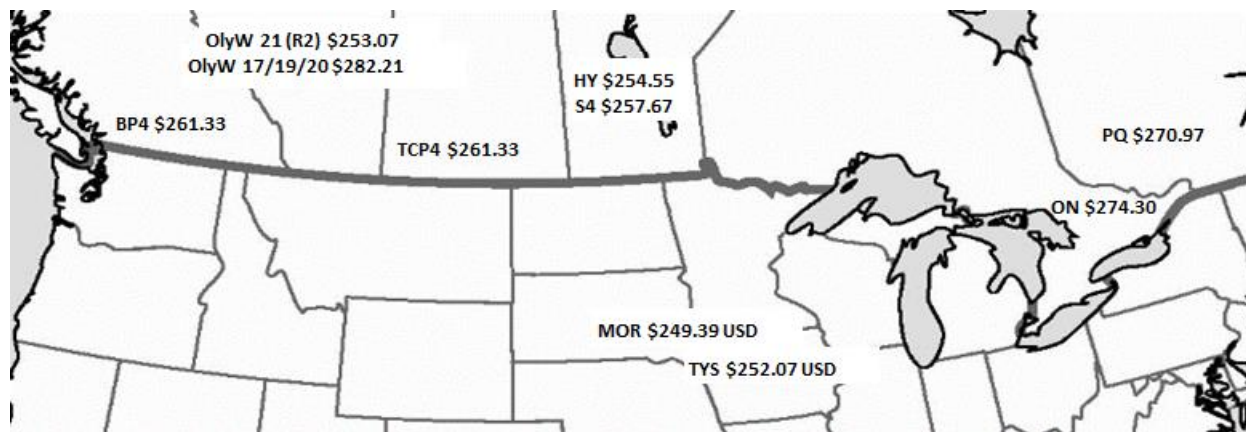 OlyW 21 (R2) $253.07
OlyW 17/19/20 $282.21
HY $254.55
S4 $257.67
BP4 $261.33
TCP4 $261.33
PQ $270.97
ON $274.30
MOR $249.39 USD
TYS $252.07 USD